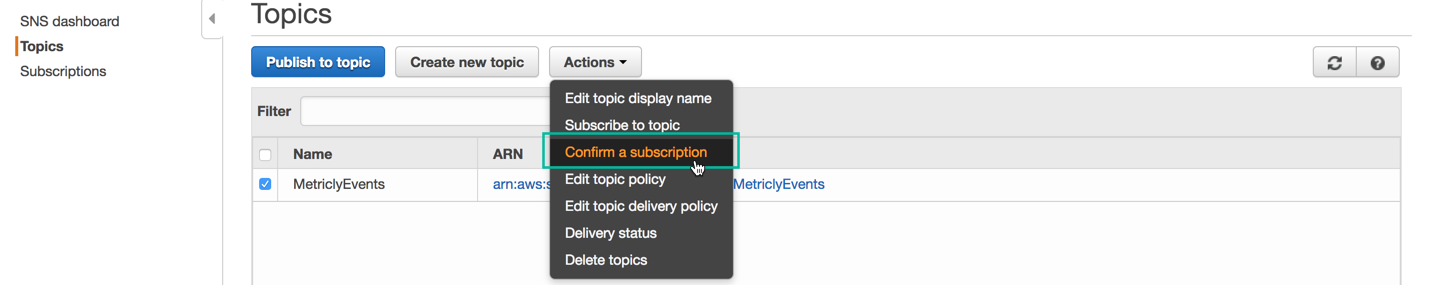 SNS dashboard
Topics
Subscriptions
Topics
Publish to topic
Create new topic
Actions
Filter
Edit topic display name
Subscribe to topic
Confirm a subscription
Edit topic policy
Edit topic delivery policy
Delivery status
Delete topics
Name ARN
MetriclyEvents arn:aws:s MetriclyEvents